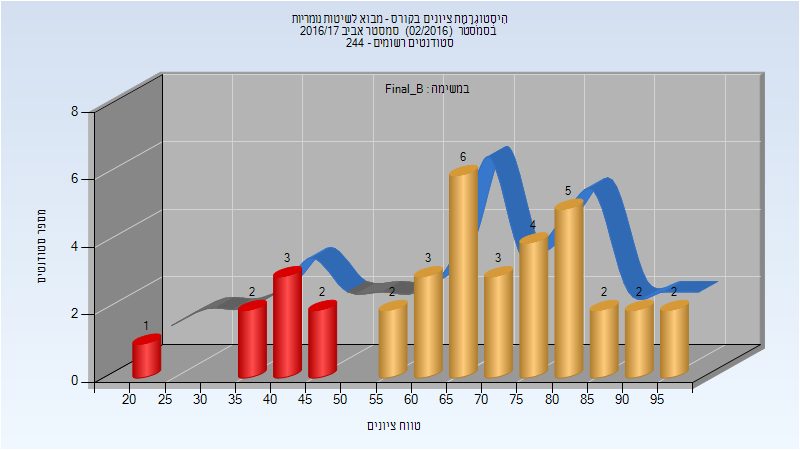 היסטוגרמת ציונים בקורס - מבוא לשיטות נומריות
בסמסטר (02/2016) סמסטר אביב 2016/17
סטודנטים רשומים - 244
במשימה : Final_B
מספר סטודנטים
8
6
4
2
0
1
2
3
2
2
3
6
3
4
5
2
2
2
20 25 30 35 40 45 50 55 60 65 70 75 80 85 90 95
טווח ציונים